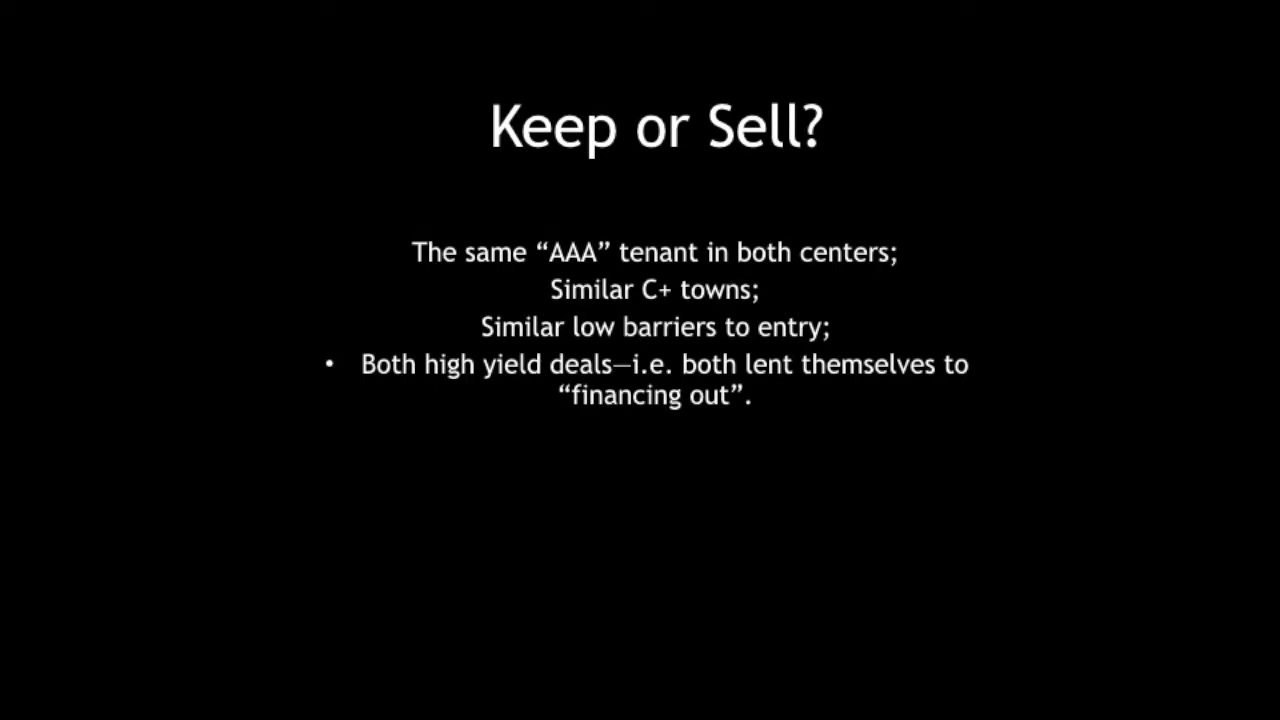 Keep or Sell?
The same “AAA” tenant in both centers;
Similar C+ towns;
Similar low barriers to entry;
• Both high yield deals—i.e. both lent themselves to
“financing out”.